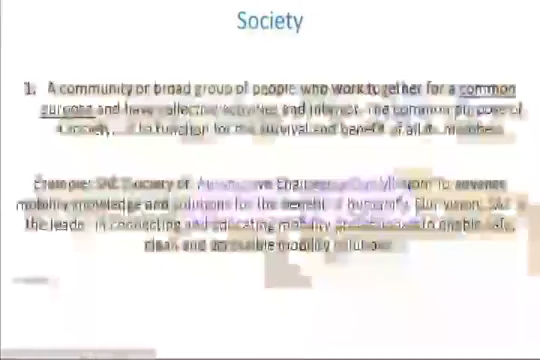 Society
1. A community or broad group of people who work together for a common
purpose and have collective activities and interest. The common purpose of
a society, is to function for the survival and benefit of all its members.
Example: SAE (Society of Automotive Engineers) Our Mission: To advance
mobility knowledge and solutions for the benefit of humanity. Our vision: SAE is
the leader in connecting and educating mobility to enable safe,
clean, and accessible mobility solutions